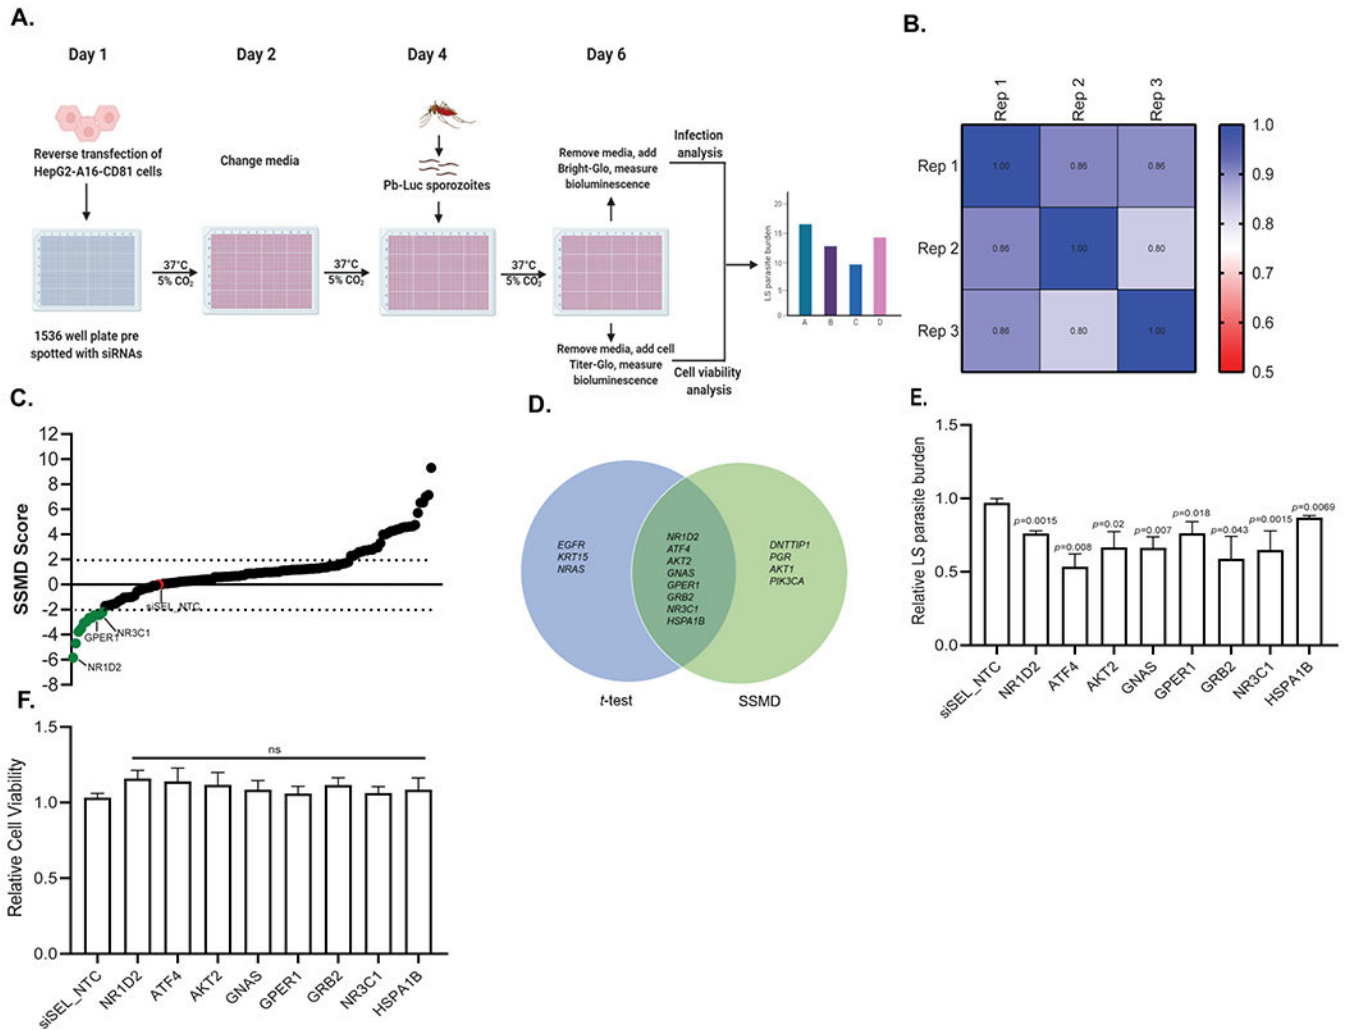 A.
Day 1
Day 2
Day 4
Day 6
Reverse transfection of
HepG2-A16-CD81 cells
Change media
Pb-Luc sporozoites
Remove media, add
Bright-Glo, measure
bioluminescence
Infection
analysis
37°C
5% CO₂
37°C
5% CO₂
37°C
5% CO₂
1536 well plate pre
spotted with siRNAs
Remove media, add cell
Titer-Glo, measure
bioluminescence
Cell viability
analysis
LS parasite burden
20
15
10
5
0
A B C D
B.
Rep 1
Rep 2
Rep 3
Rep 1
1.00 0.86 0.86
Rep 2
0.86 1.00 0.80
Rep 3
0.86 0.80 1.00
1.0
0.9
0.8
0.7
0.6
0.5
C.
SSMD Score
12
10
8
6
4
2
0
-2
-4
-6
-8
siSEL_NTC
GPER1
NR3C1
NR1D2
D.
EGFR
KRT15
NRAS
NR1D2
ATF4
AKT2
GNAS
GPER1
GRB2
NR3C1
HSPA1B
DNTTIP1
PGR
AKT1
PIK3CA
t-test
SSMD
E.
Relative LS parasite burden
1.5
1.0
0.5
0.0
p=0.0015
p=0.008
p=0.02
p=0.007
p=0.018
p=0.043
p=0.0015
p=0.0069
siSEL_NTC
NR1D2
ATF4
AKT2
GNAS
GPER1
GRB2
NR3C1
HSPA1B
F.
Relative Cell Viability
1.5
1.0
0.5
0.0
ns
siSEL_NTC
NR1D2
ATF4
AKT2
GNAS
GPER1
GRB2
NR3C1
HSPA1B